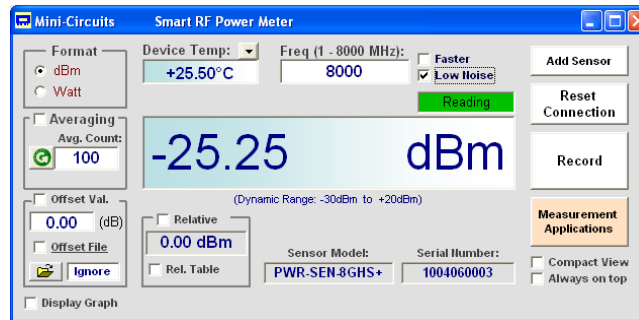 Mini-Circuits Smart RF Power Meter
Format
dBm
Watt
Device Temp:
+25.50°C
Freq (1 - 8000 MHz):
8000
Faster
Low Noise
Reading
Add Sensor
Reset
Connection
Record
Measurement
Applications
Averaging
Avg. Count:
100
-25.25 dBm
(Dynamic Range: -30dBm to +20dBm)
Offset Val.
0.00 (dB)
Offset File
Ignore
Relative
0.00 dBm
Rel. Table
Sensor Model:
PWR-SEN-8GHS+
Serial Number:
1004060003
Compact View
Always on top
Display Graph